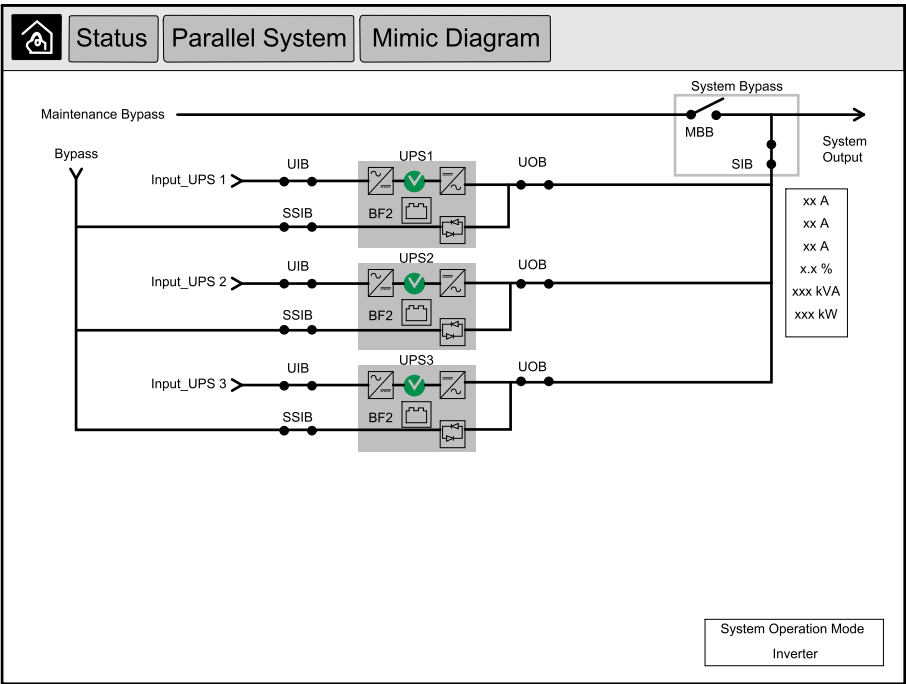 Status
Parallel System
Mimic Diagram
System Bypass
Maintenance Bypass
MBB
System
Output
SIB
Bypass
Input_UPS 1
UIB
UPS1
UOB
SSIB
BF2
xx A
xx A
xx A
x.x %
xxx kVA
xxx kW
Input_UPS 2
UIB
UPS2
UOB
SSIB
BF2
Input_UPS 3
UIB
UPS3
UOB
SSIB
BF2
System Operation Mode
Inverter